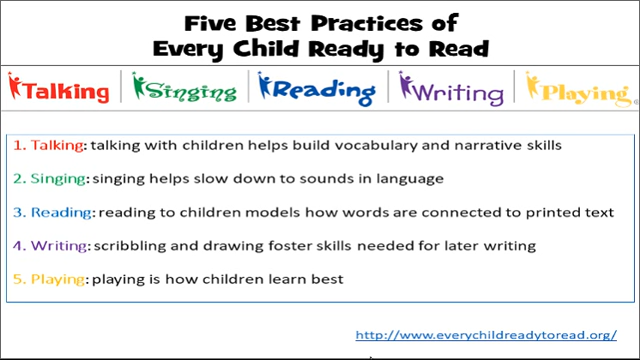 Five Best Practices of
Every Child Ready to Read
Talking Singing Reading Writing Playing®
1. Talking: talking with children helps build vocabulary and narrative skills
2. Singing: singing helps slow down to sounds in language
3. Reading: reading to children models how words are connected to printed text
4. Writing: scribbling and drawing foster skills needed for later writing
5. Playing: playing is how children learn best
http://www.everychildreadytoread.org/